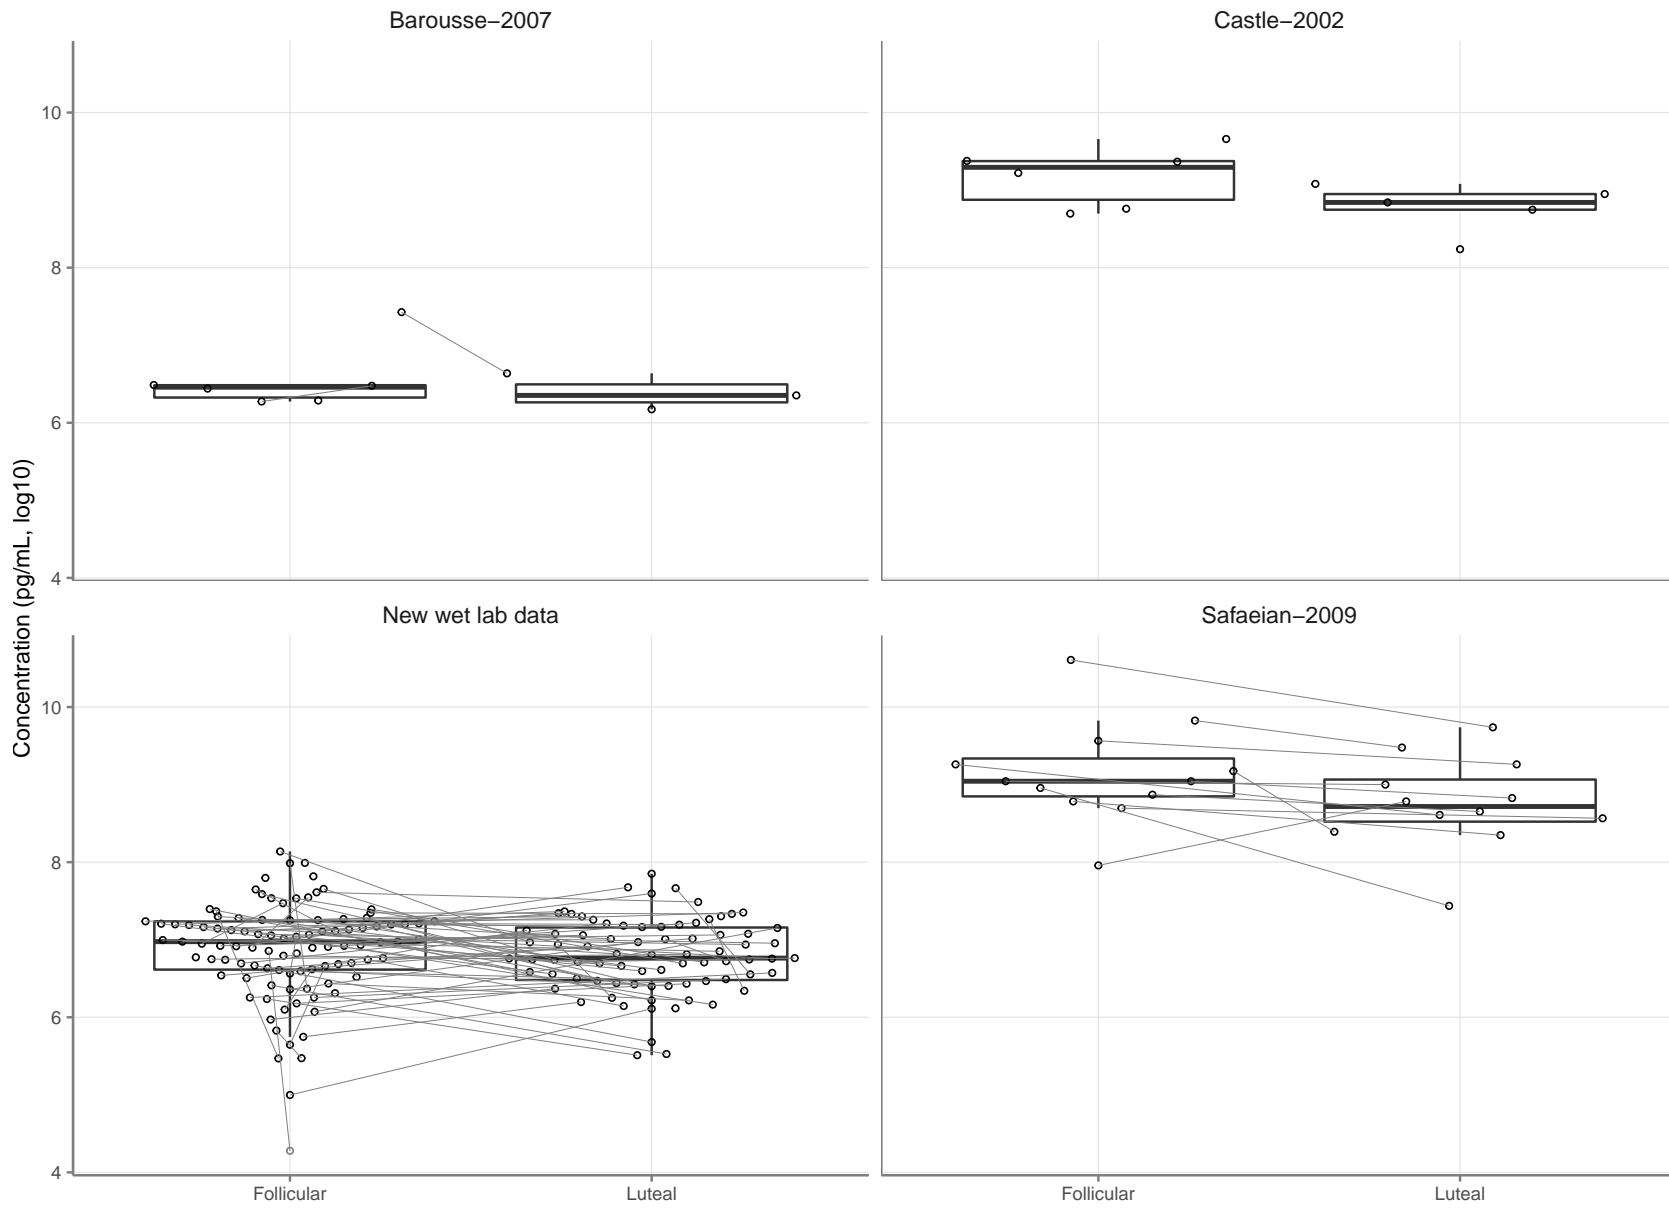 Barousse−2007
Castle−2002
10
8
6
4
Concentration (pg/mL, log10)
New wet lab data
Safaeian−2009
10
8
6
4
Follicular
Luteal
Follicular
Luteal